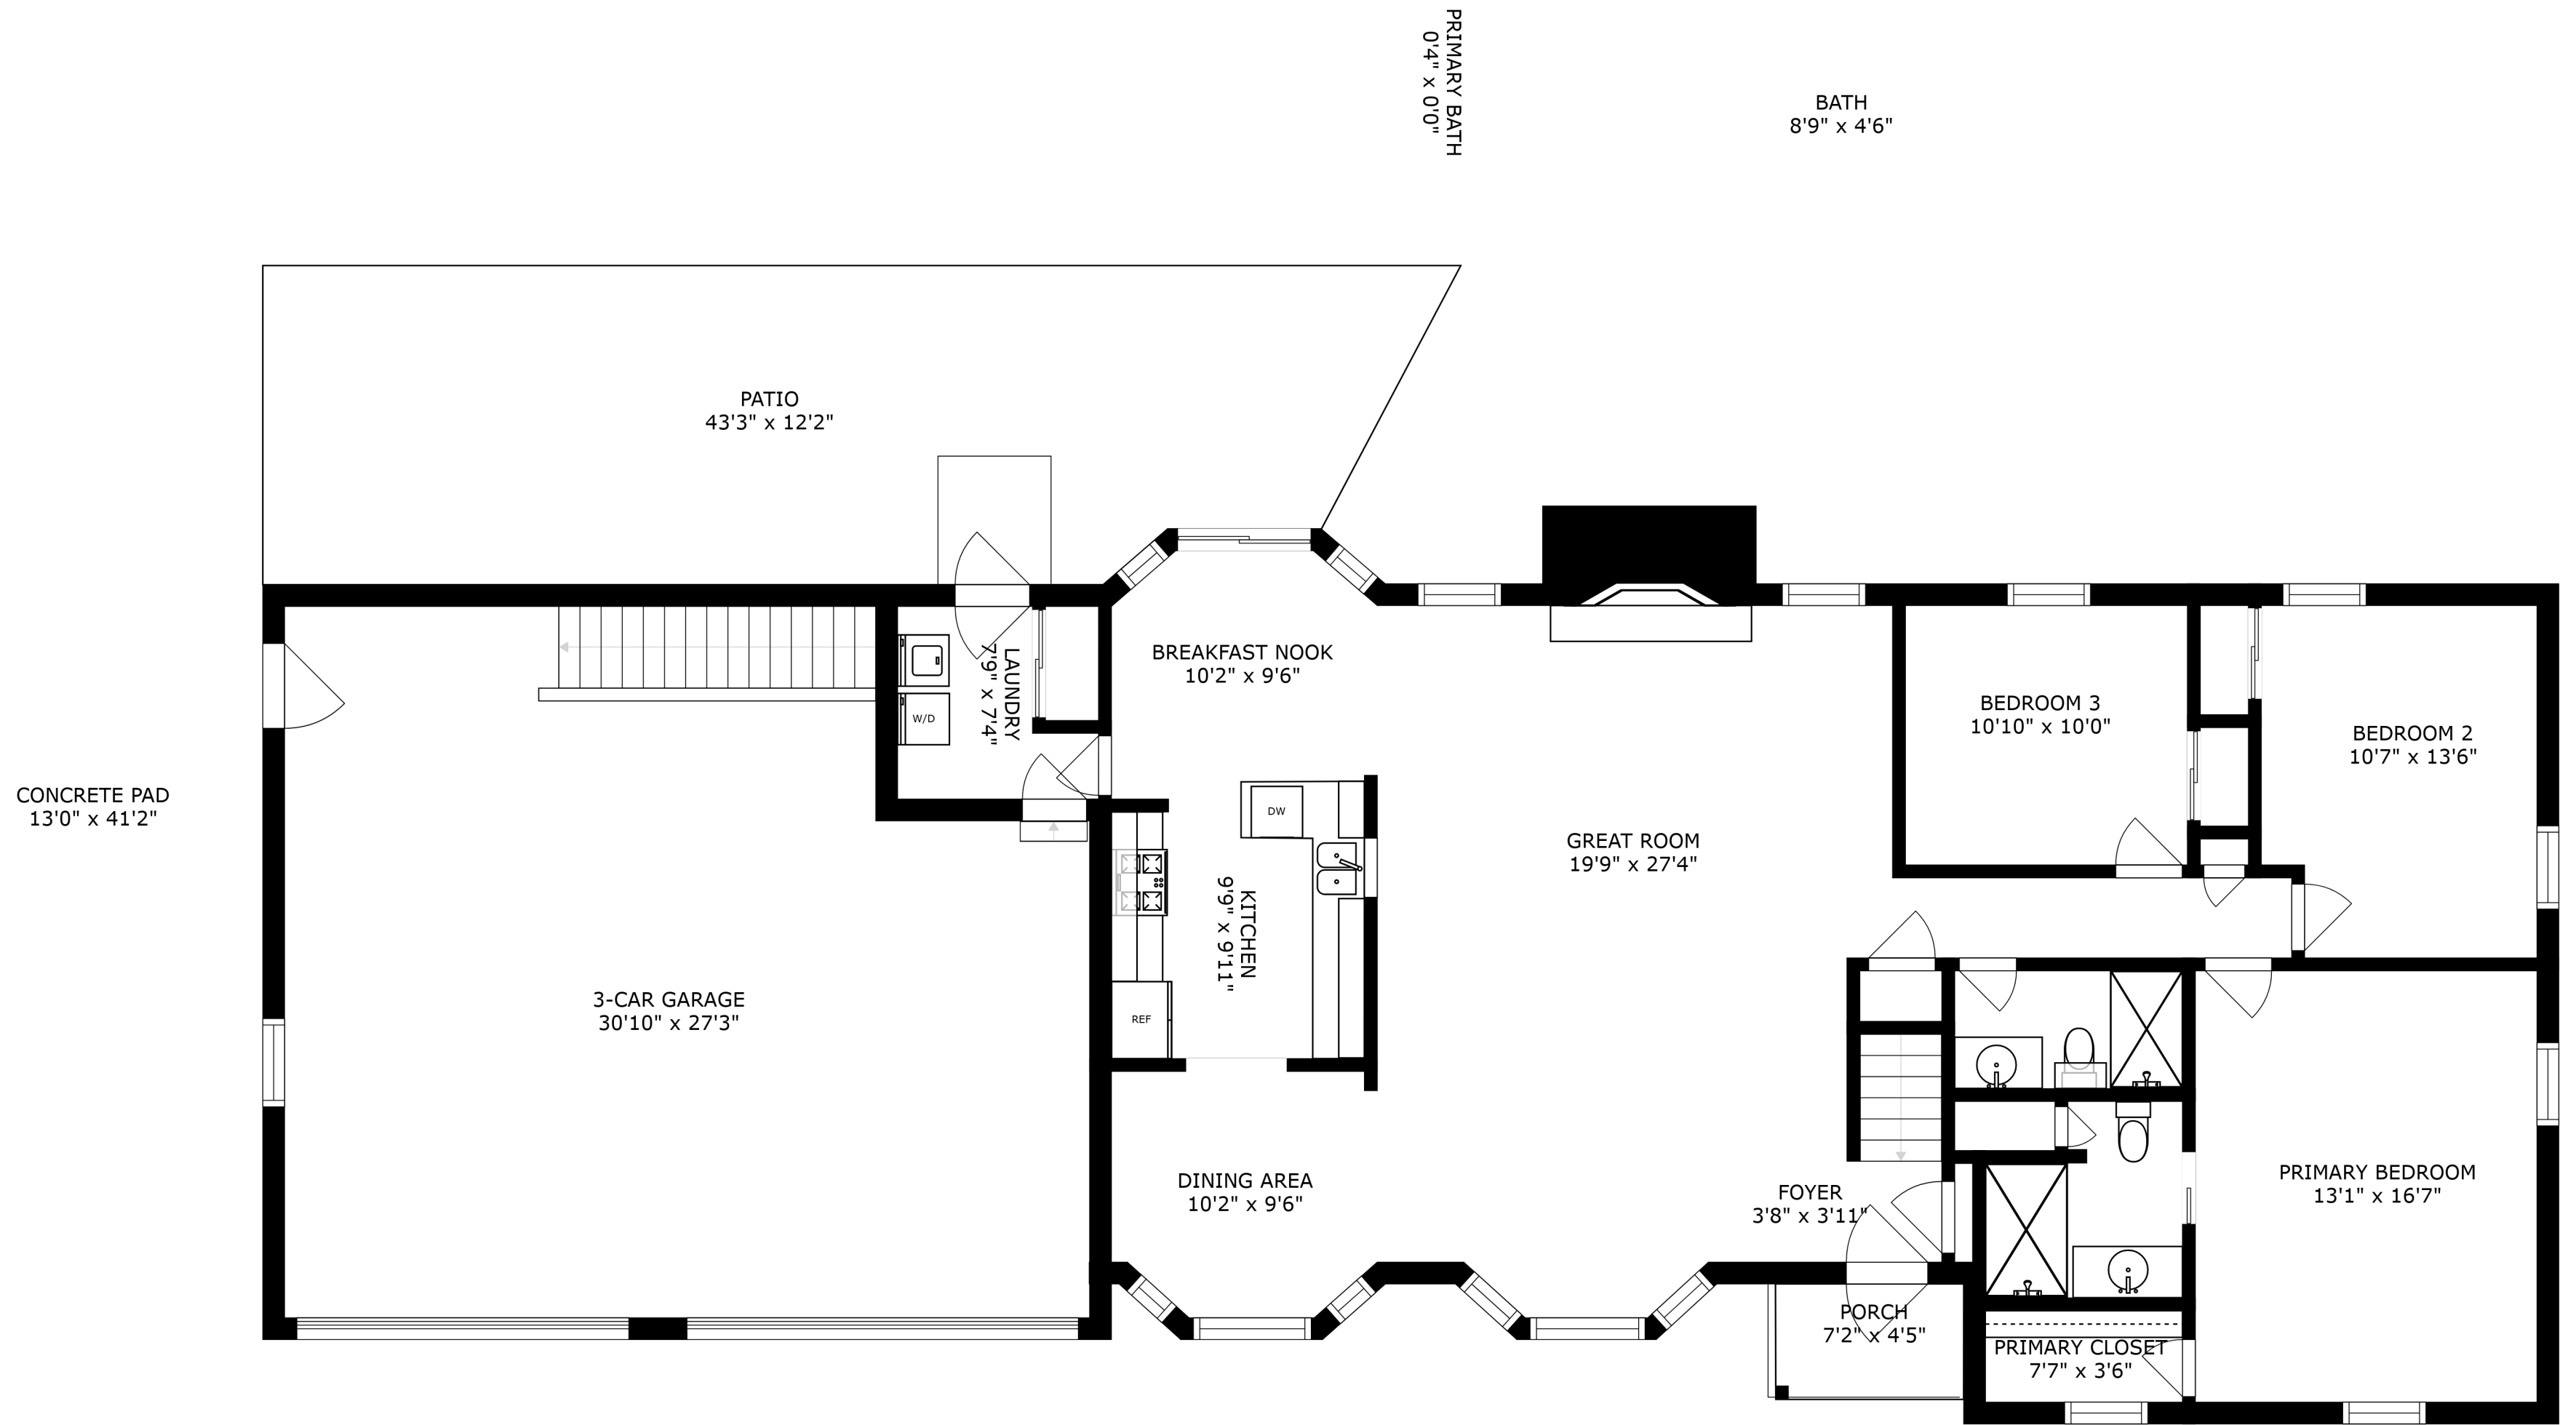 PRIMARY BATH
0'4" x 0'0"
BATH
8'9" x 4'6"
PATIO
43'3" x 12'2"
BREAKFAST NOOK
10'2" x 9'6"
LAUNDRY
7'9" x 7'4"
W/D
BEDROOM 3
10'10" x 10'0"
BEDROOM 2
10'7" x 13'6"
CONCRETE PAD
13'0" x 41'2"
DW
GREAT ROOM
19'9" x 27'4"
KITCHEN
9'9" x 9'11"
3-CAR GARAGE
30'10" x 27'3"
REF
DINING AREA
10'2" x 9'6"
FOYER
3'8" x 3'11"
PRIMARY BEDROOM
13'1" x 16'7"
PORCH
7'2" x 4'5"
PRIMARY CLOSET
7'7" x 3'6"